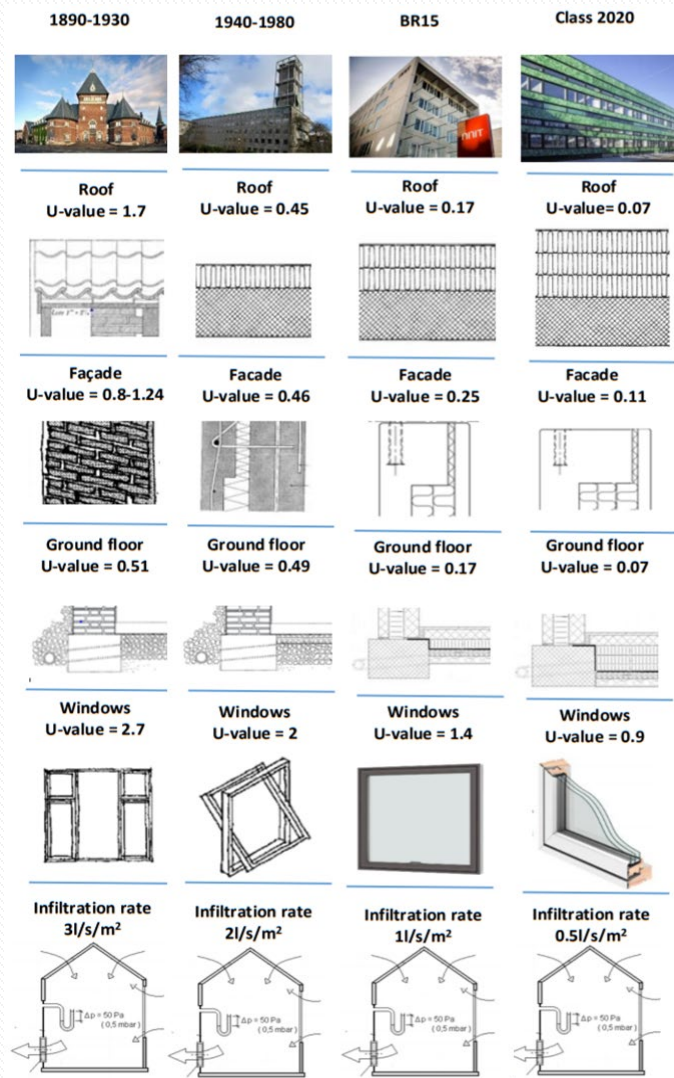 1890-1930
1940-1980
BR15
Class 2020
Roof
U-value = 1.7
Roof
U-value = 0.45
Roof
U-value = 0.17
Roof
U-value= 0.07
Façade
U-value = 0.8-1.24
Facade
U-value = 0.46
Facade
U-value = 0.25
Facade
U-value = 0.11
Ground floor
U-value = 0.51
Ground floor
U-value = 0.49
Ground floor
U-value = 0.17
Ground floor
U-value = 0.07
Windows
U-value = 2.7
Windows
U-value = 2
Windows
U-value = 1.4
Windows
U-value = 0.9
Infiltration rate
3l/s/m²
Infiltration rate
2l/s/m²
Infiltration rate
1l/s/m²
Infiltration rate
0.5l/s/m²
Δp = 50 Pa
( 0,5 mbar )
Δp = 50 Pa
( 0,5 mbar )
Δp = 50 Pa
( 0,5 mbar )
Δp = 50 Pa
( 0,5 mbar )